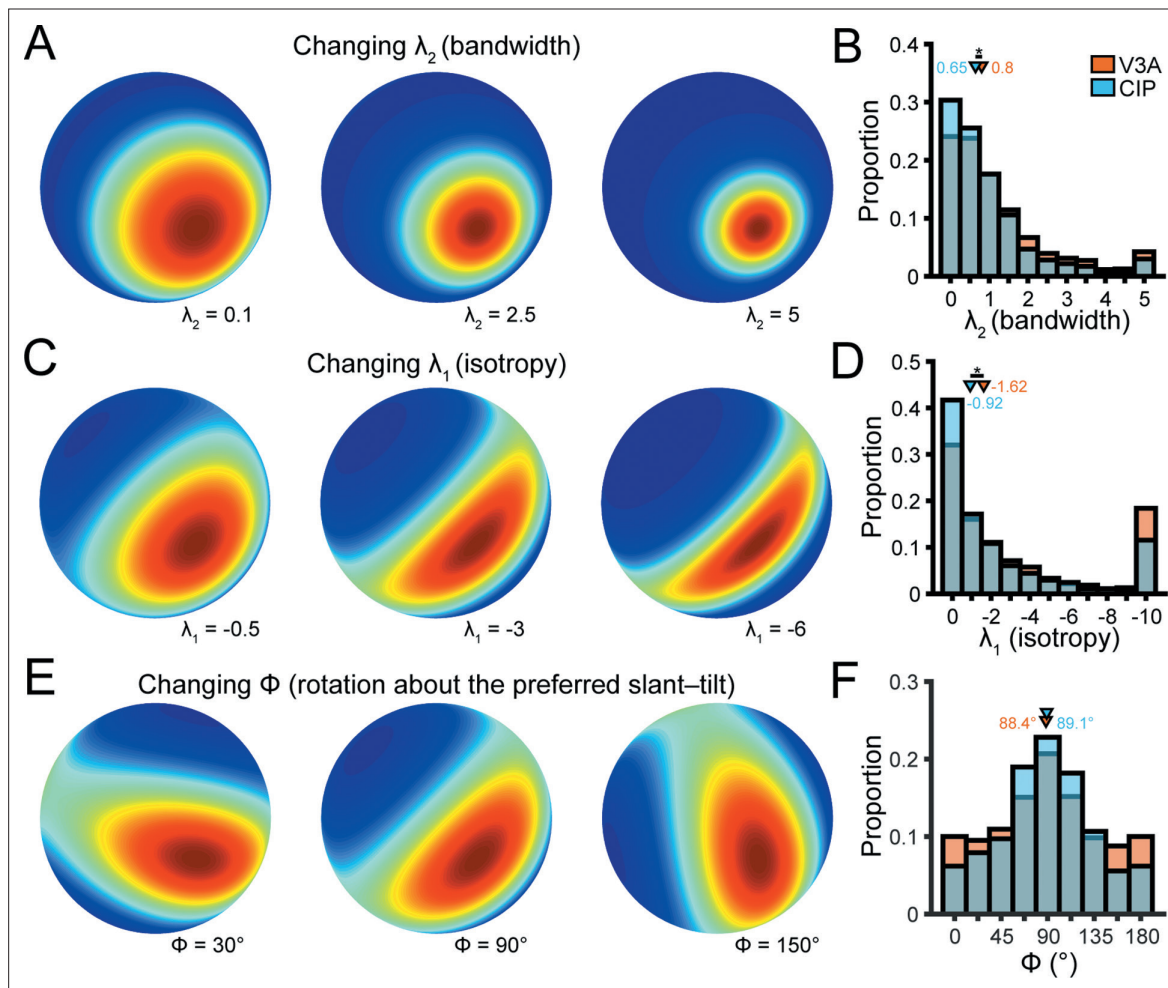 A
Changing λ₂ (bandwidth)
λ₂ = 0.1
λ₂ = 2.5
λ₂ = 5
B
0.4
0.3
0.2
0.1
0
Proportion
*
0.65
0.8
V3A
CIP
0 1 2 3 4 5
λ₂ (bandwidth)
C
Changing λ₁ (isotropy)
λ₁ = -0.5
λ₁ = -3
λ₁ = -6
D
0.5
0.4
0.3
0.2
0.1
0
Proportion
*
-1.62
-0.92
0 -2 -4 -6 -8 -10
λ₁ (isotropy)
E
Changing Φ (rotation about the preferred slant–tilt)
Φ = 30°
Φ = 90°
Φ = 150°
F
0.3
0.2
0.1
0
Proportion
88.4°
89.1°
0 45 90 135 180
Φ (°)